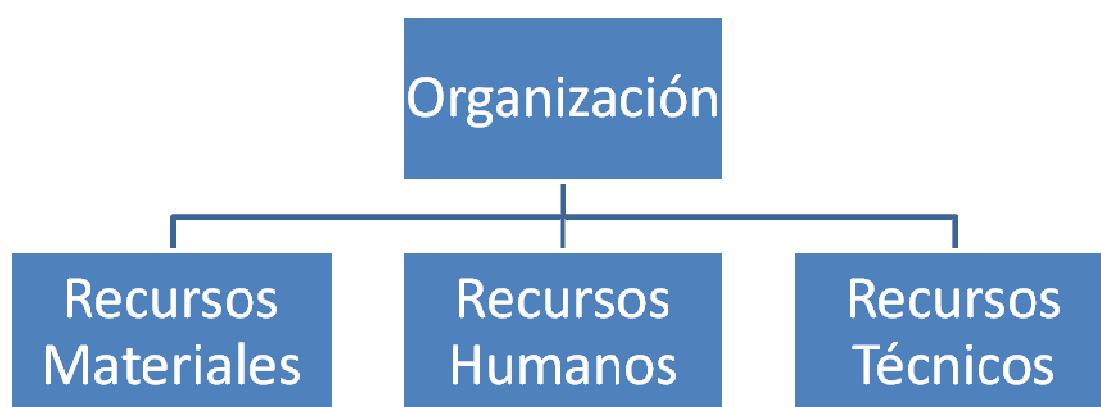 Organización
Recursos
Materiales
Recursos
Humanos
Recursos
Técnicos